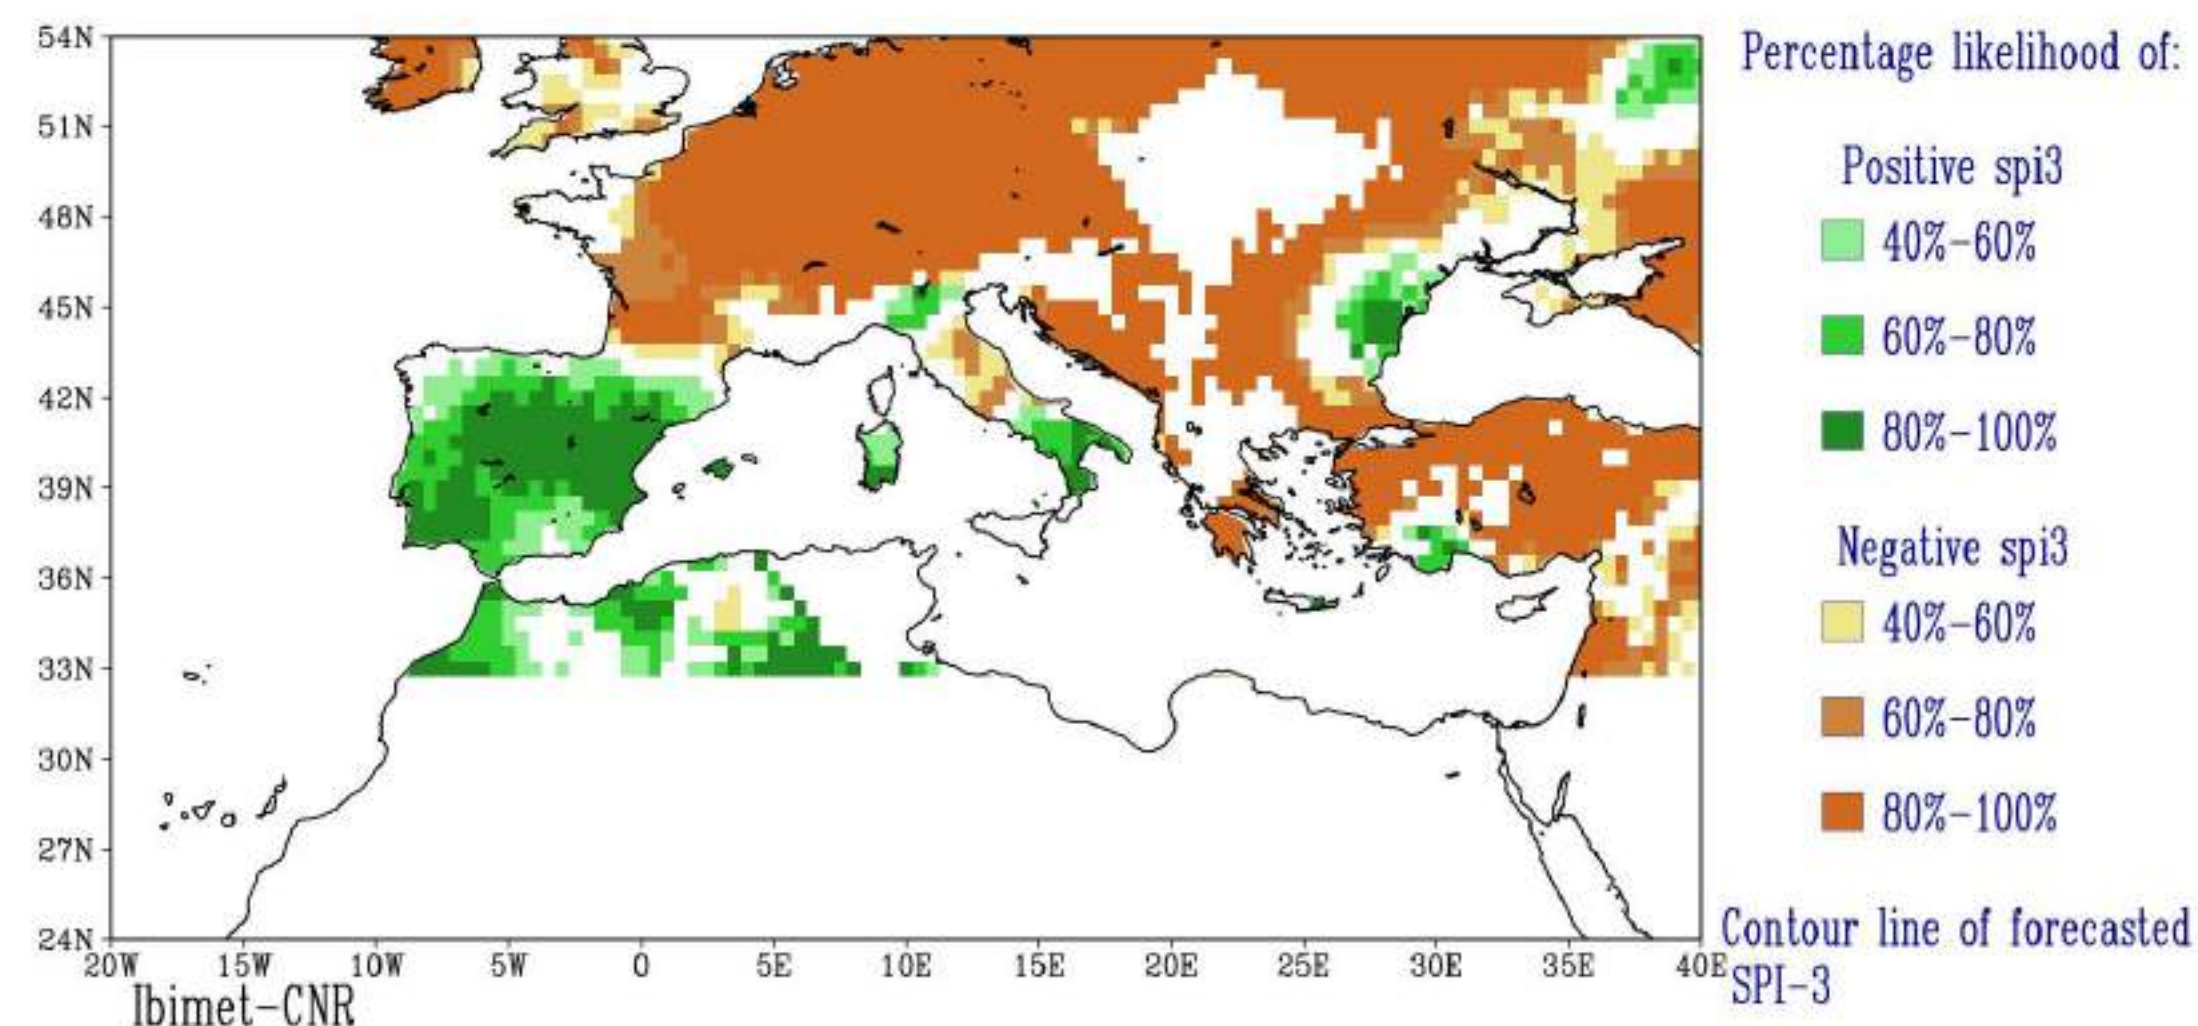 54N
51N
48N
45N
42N
39N
36N
33N
30N
27N
24N
20W 15W 10W 5W 0 5E 10E 15E 20E 25E 30E 35E 40E
Ibimet-CNR
Percentage likelihood of:
Positive spi3
40%-60%
60%-80%
80%-100%
Negative spi3
40%-60%
60%-80%
80%-100%
Contour line of forecasted
SPI-3